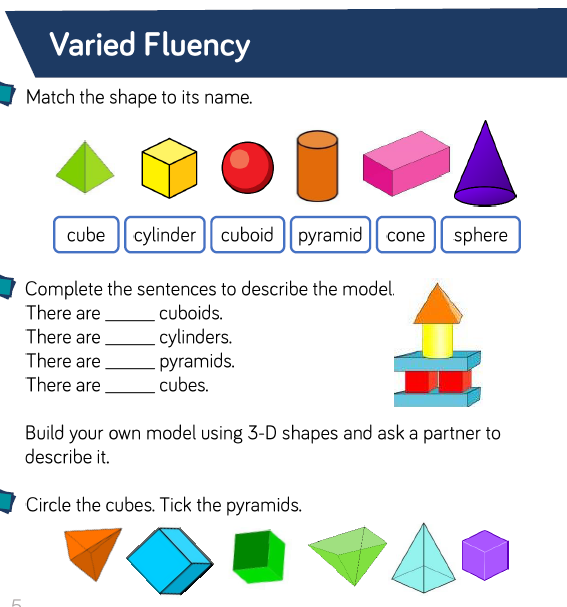 Varied Fluency
Match the shape to its name.
cube cylinder cuboid pyramid cone sphere
Complete the sentences to describe the model.
There are ______ cuboids.
There are ______ cylinders.
There are ______ pyramids.
There are ______ cubes.
Build your own model using 3-D shapes and ask a partner to
describe it.
Circle the cubes. Tick the pyramids.